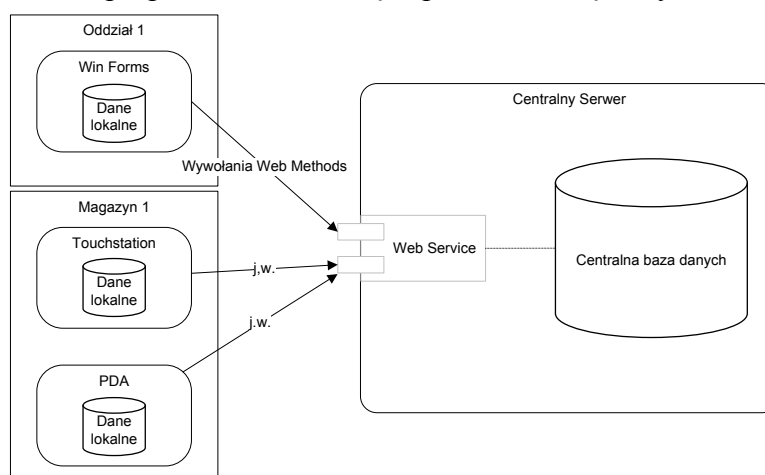 Oddział 1
Win Forms
Dane
lokalne
Wywołania Web Methods
Magazyn 1
Touchstation
Dane
lokalne
j,w.
j.w.
PDA
Dane
lokalne
Centralny Serwer
Web Service
Centralna baza danych